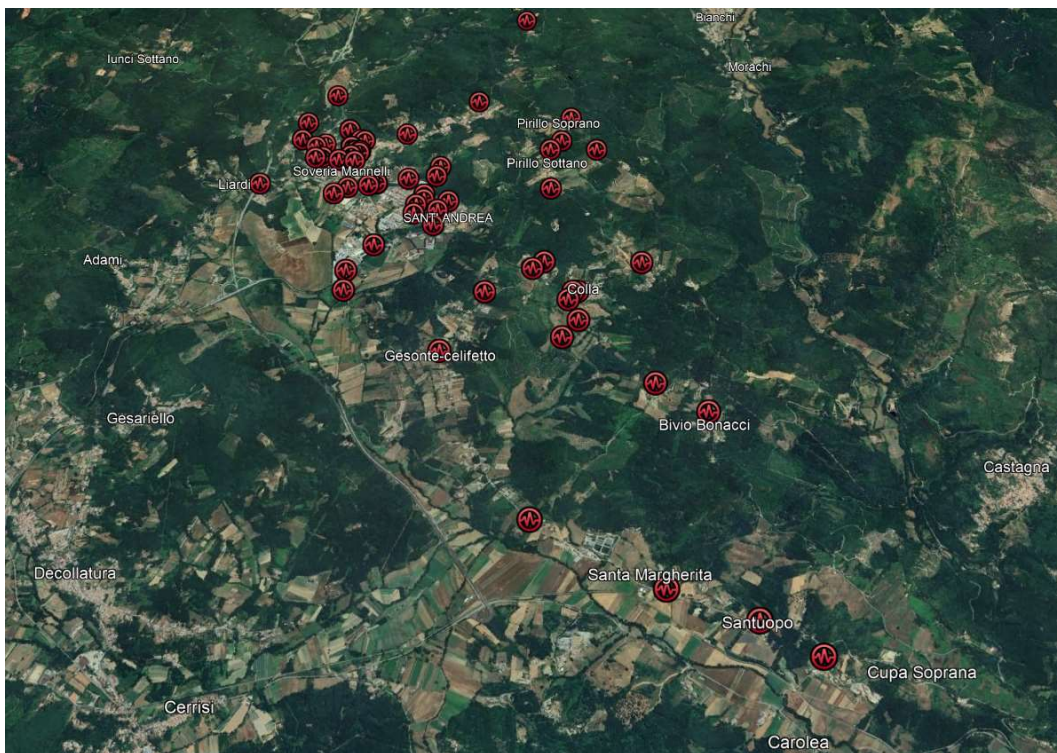 Bianchi
Iunci Sottano
Morachi
Pirillo Soprano
Pirillo Sottano
Soveria Mannelli
Liardi
SANT' ANDREA
Adami
Colla
Gesonte-celifetto
Gesariello
Bivio Bonacci
Castagna
Decollatura
Santa Margherita
Santuopo
Cupa Soprana
Cerrisi
Carolea